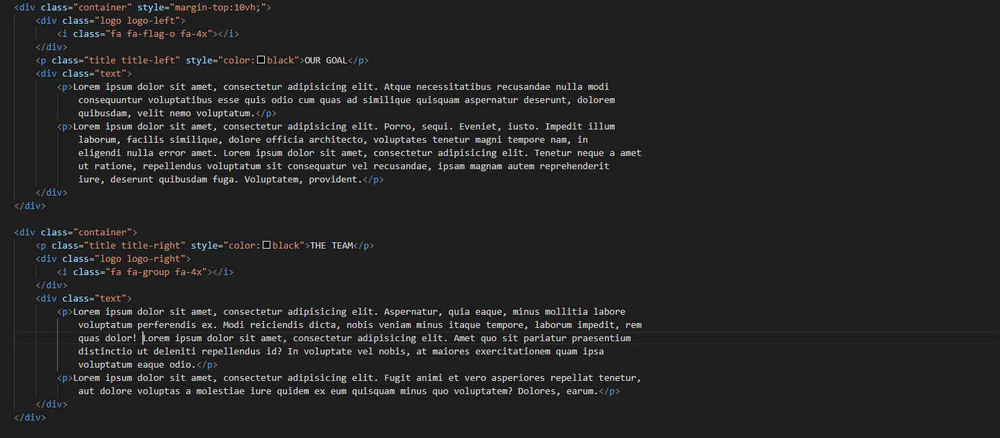 <div class="container" style="margin-top:10vh;">
<div class="logo logo-left">
<i class="fa fa-flag-o fa-4x"></i>
</div>
<p class="title title-left" style="color:black">OUR GOAL</p>
<div class="text">
<p>Lorem ipsum dolor sit amet, consectetur adipisicing elit. Atque necessitatibus recusandae nulla modi
consequuntur voluptatibus esse quis odio cum quas ad similique quisquam aspernatur deserunt, dolorem
quibusdam, velit nemo voluptatum.</p>
<p>Lorem ipsum dolor sit amet, consectetur adipisicing elit. Porro, sequi. Eveniet, iusto. Impedit illum
laborum, facilis similique, dolore officia architecto, voluptates tenetur magni tempore nam, in
eligendi nulla error amet. Lorem ipsum dolor sit amet, consectetur adipisicing elit. Tenetur neque a amet
ut ratione, repellendus voluptatum sit consequatur vel recusandae, ipsam magnam autem reprehenderit
iure, deserunt quibusdam fuga. Voluptatem, provident.</p>
</div>
</div>
<div class="container">
<p class="title title-right" style="color:black">THE TEAM</p>
<div class="logo logo-right">
<i class="fa fa-group fa-4x"></i>
</div>
<div class="text">
<p>Lorem ipsum dolor sit amet, consectetur adipisicing elit. Aspernatur, quia eaque, minus mollitia labore
voluptatum perferendis ex. Modi reiciendis dicta, nobis veniam minus itaque tempore, laborum impedit, rem
quas dolor! Lorem ipsum dolor sit amet, consectetur adipisicing elit. Amet quo sit pariatur praesentium
distinctio ut deleniti repellendus id? In voluptate vel nobis, at maiores exercitationem quam ipsa
voluptatum eaque odio.</p>
<p>Lorem ipsum dolor sit amet, consectetur adipisicing elit. Fugit animi et vero asperiores repellat tenetur,
aut dolore voluptas a molestiae iure quidem ex eum quisquam minus quo voluptatem? Dolores, earum.</p>
</div>
</div>